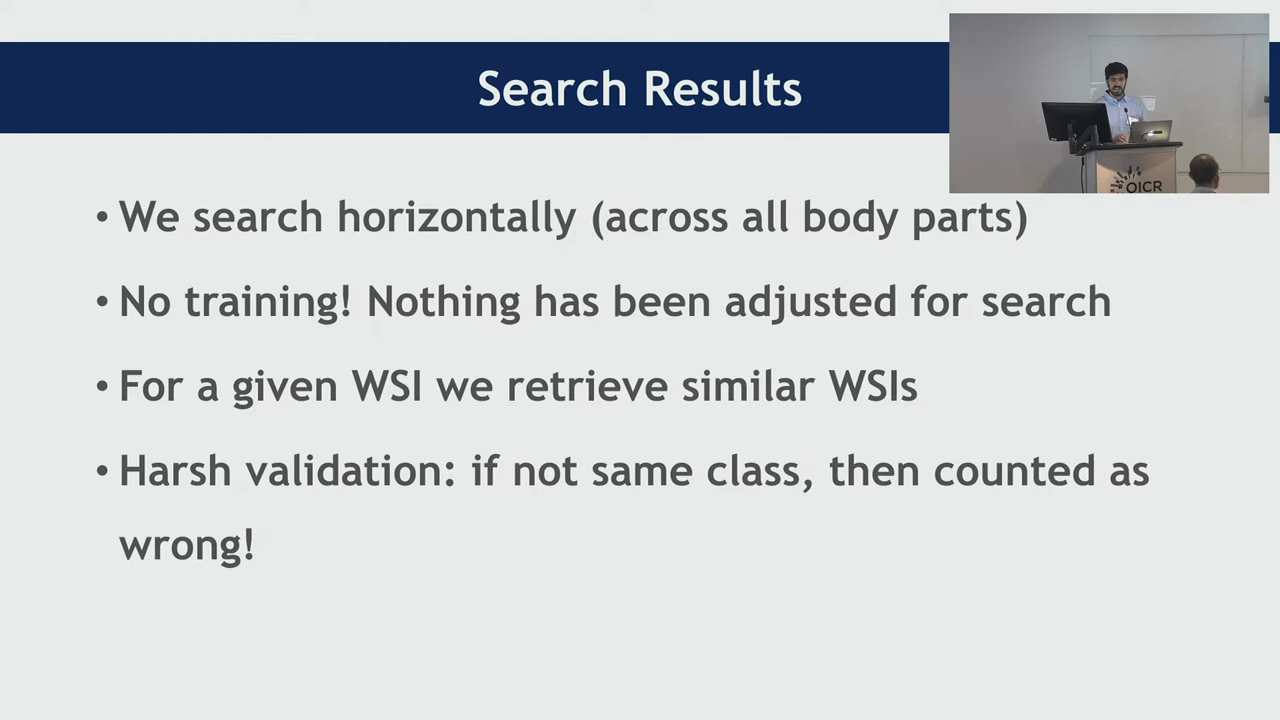 Search Results
OICR
• We search horizontally (across all body parts)
• No training! Nothing has been adjusted for search
• For a given WSI we retrieve similar WSIs
• Harsh validation: if not same class, then counted as
wrong!